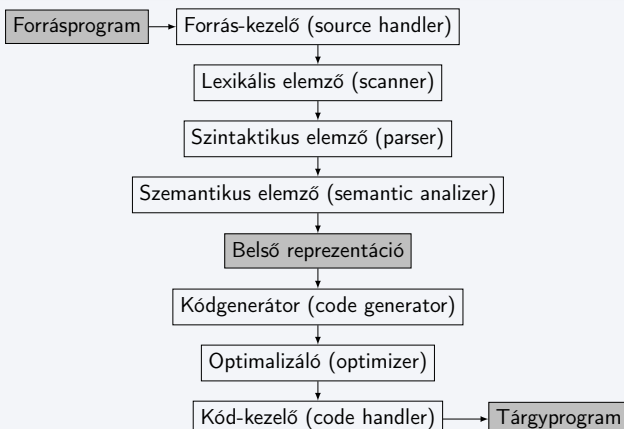 Forrásprogram
Forrás-kezelő (source handler)
Lexikális elemző (scanner)
Szintaktikus elemző (parser)
Szemantikus elemző (semantic analizer)
Belső reprezentáció
Kódgenerátor (code generator)
Optimalizáló (optimizer)
Kód-kezelő (code handler)
Tárgyprogram